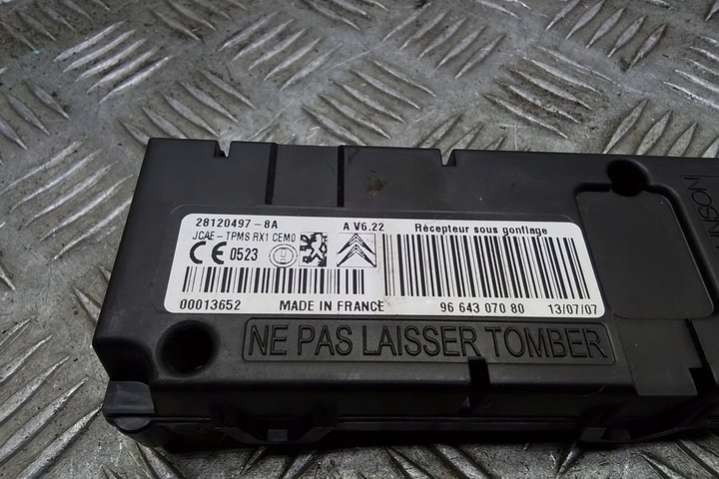 28120497-8A A V6.22 Récepteur sous gonflage
JCAE-TPMS RX1 CEM0
CE 0523
00013652 MADE IN FRANCE 96 643 070 80 13/07/07
NE PAS LAISSER TOMBER